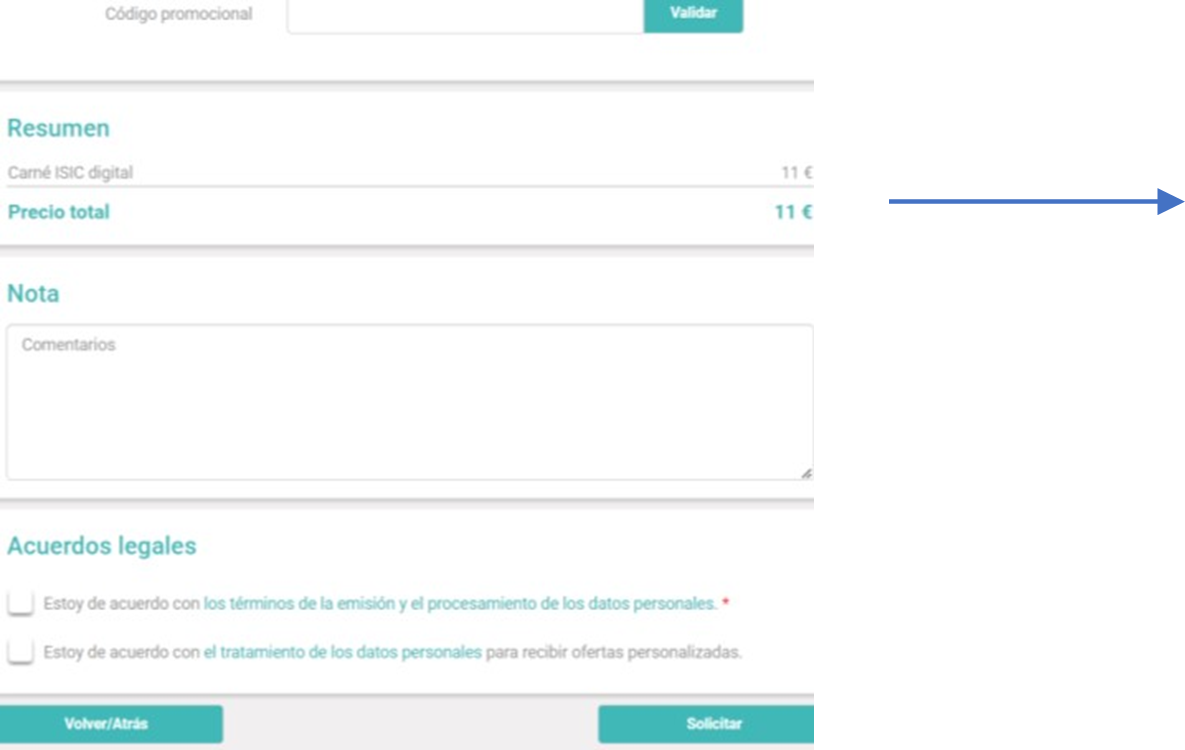 Código promocional
Validar
Resumen
Carné ISIC digital 11 €
Precio total 11 €
Nota
Comentarios
Acuerdos legales
Estoy de acuerdo con los términos de la emisión y el procesamiento de los datos personales. *
Estoy de acuerdo con el tratamiento de los datos personales para recibir ofertas personalizadas.
Volver/Atrás
Solicitar